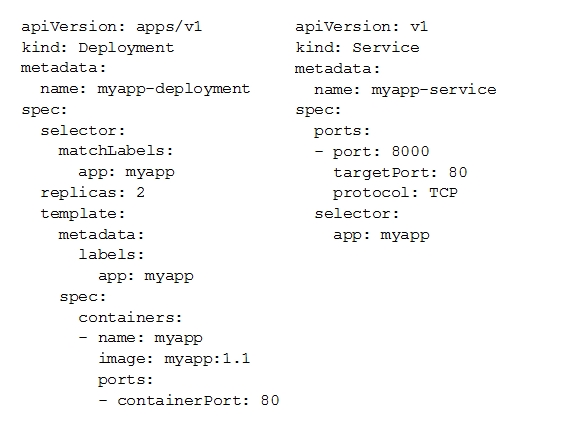 apiVersion: apps/v1
kind: Deployment
metadata:
  name: myapp-deployment
spec:
  selector:
    matchLabels:
      app: myapp
  replicas: 2
  template:
    metadata:
      labels:
        app: myapp
    spec:
      containers:
      - name: myapp
        image: myapp:1.1
        ports:
        - containerPort: 80
apiVersion: v1
kind: Service
metadata:
  name: myapp-service
spec:
  ports:
  - port: 8000
    targetPort: 80
    protocol: TCP
  selector:
    app: myapp